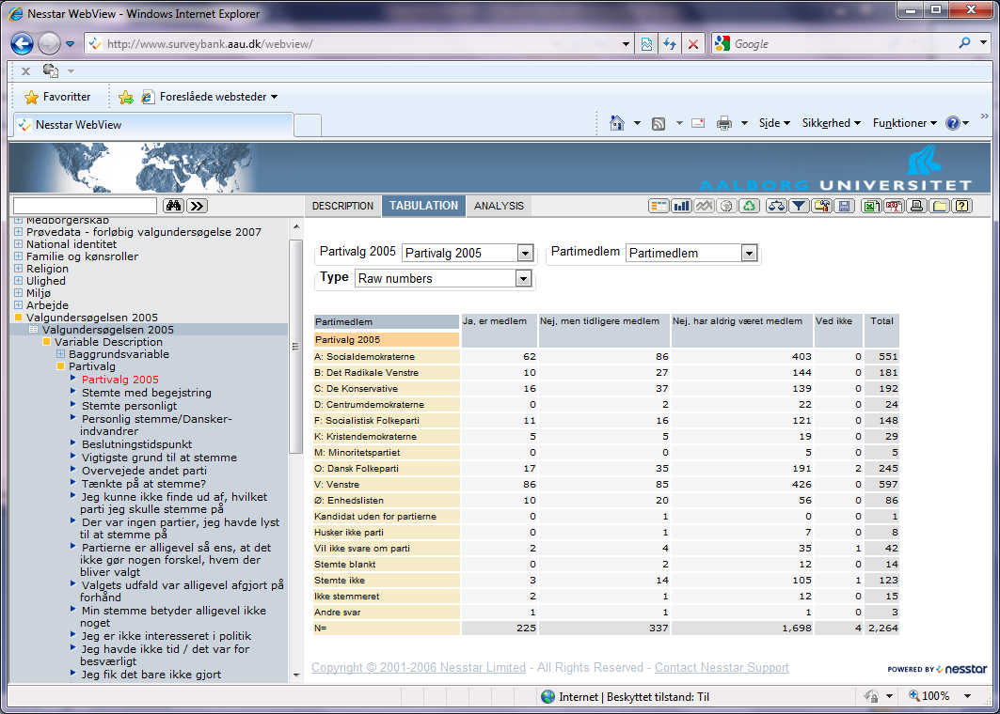 Nesstar WebView - Windows Internet Explorer
http://www.surveybank.aau.dk/webview/
Google
Favoritter Foreslåede websteder
Nesstar WebView
Side Sikkerhed Funktioner
AALBORG UNIVERSITET
DESCRIPTION TABULATION ANALYSIS
Medborgerskab
Prøvedata - forløbig valgundersøgelse 2007
National identitet
Familie og kønsroller
Religion
Ulighed
Miljø
Arbejde
Valgundersøgelsen 2005
Valgundersøgelsen 2005
Variable Description
Baggrundsvariable
Partivalg
Partivalg 2005
Stemte med begejstring
Stemte personligt
Personlig stemme/Dansker-
indvandrer
Beslutningstidspunkt
Vigtigste grund til at stemme
Overvejede andet parti
Tænkte på at stemme?
Jeg kunne ikke finde ud af, hvilket
parti jeg skulle stemme på
Der var ingen partier, jeg havde lyst
til at stemme på
Partierne er alligevel så ens, at det
ikke gør nogen forskel, hvem der
bliver valgt
Valgets udfald var alligevel afgjort på
forhånd
Min stemme betyder alligevel ikke
noget
Jeg er ikke interesseret i politik
Jeg havde ikke tid / det var for
besværligt
Jeg fik det bare ikke gjort
Partivalg 2005 Partivalg 2005 Partimedlem Partimedlem
Type Raw numbers
Partimedlem Ja, er medlem Nej, men tidligere medlem Nej, har aldrig været medlem Ved ikke Total
Partivalg 2005
A: Socialdemokraterne 62 86 403 0 551
B: Det Radikale Venstre 10 27 144 0 181
C: De Konservative 16 37 139 0 192
D: Centrumdemokraterne 0 2 22 0 24
F: Socialistisk Folkeparti 11 16 121 0 148
K: Kristendemokraterne 5 5 19 0 29
M: Minoritetspartiet 0 0 5 0 5
O: Dansk Folkeparti 17 35 191 2 245
V: Venstre 86 85 426 0 597
Ø: Enhedslisten 10 20 56 0 86
Kandidat uden for partierne 0 1 0 0 1
Husker ikke parti 0 1 7 0 8
Vil ikke svare om parti 2 4 35 1 42
Stemte blankt 0 2 12 0 14
Stemte ikke 3 14 105 1 123
Ikke stemmeret 2 1 12 0 15
Andre svar 1 1 1 0 3
N= 225 337 1,698 4 2,264
Copyright © 2001-2006 Nesstar Limited - All Rights Reserved - Contact Nesstar Support
POWERED BY nesstar
Internet | Beskyttet tilstand: Til 100%